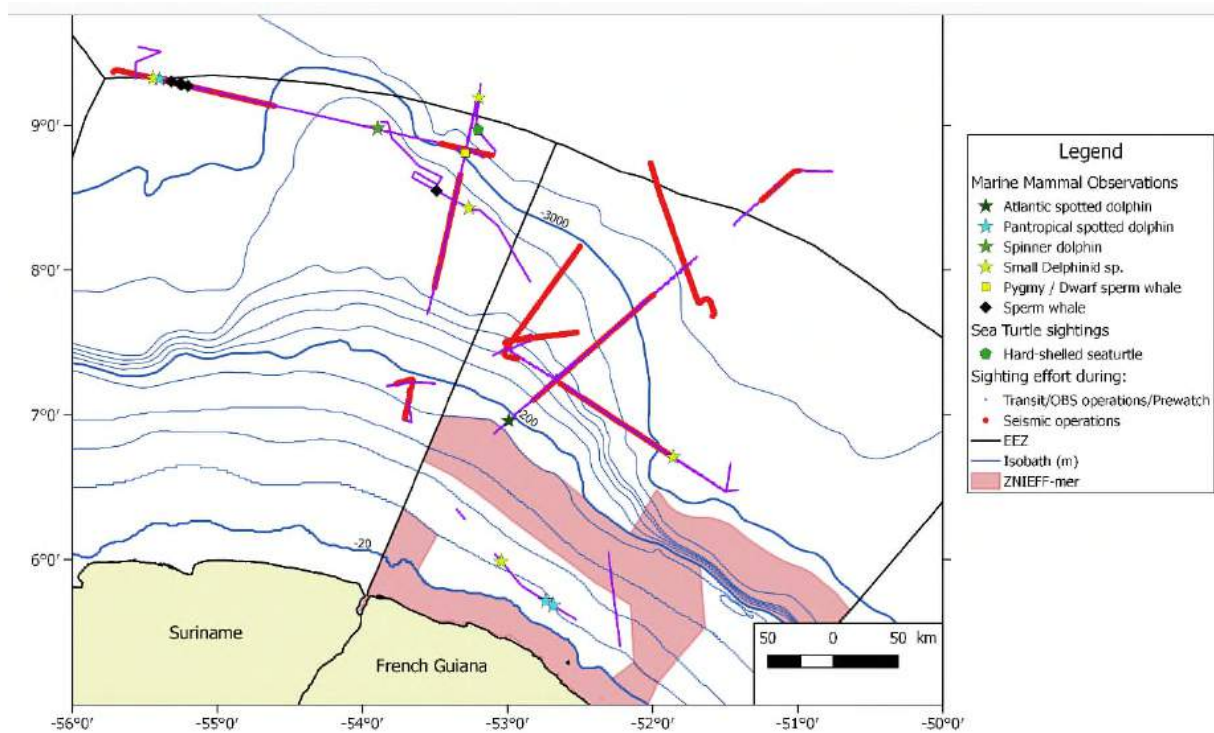 9°0'
8°0'
7°0'
6°0'
-56°0'
-55°0'
-54°0'
-53°0'
-52°0'
-51°0'
-50°0'
-3000
-200
-20
Suriname
French Guiana
50 0 50 km
Legend
Marine Mammal Observations
Atlantic spotted dolphin
Pantropical spotted dolphin
Spinner dolphin
Small Delphinid sp.
Pygmy / Dwarf sperm whale
Sperm whale
Sea Turtle sightings
Hard-shelled seaturtle
Sighting effort during:
Transit/OBS operations/Prewatch
Seismic operations
EEZ
Isobath (m)
ZNIEFF-mer